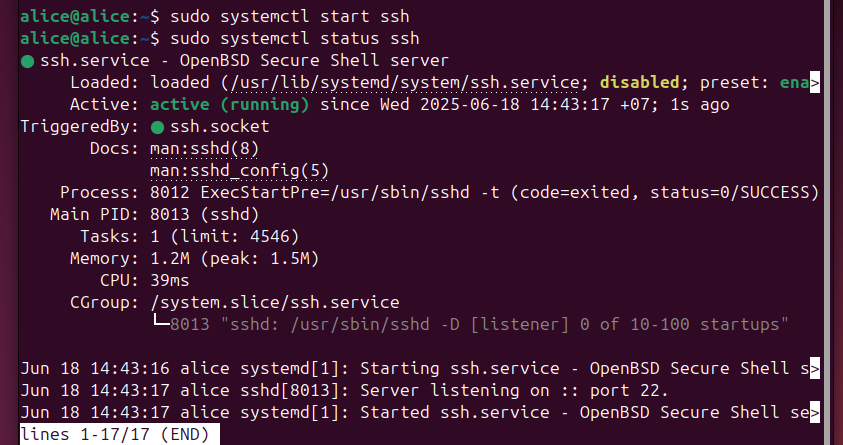 alice@alice:~$ sudo systemctl start ssh
alice@alice:~$ sudo systemctl status ssh
● ssh.service - OpenBSD Secure Shell server
     Loaded: loaded (/usr/lib/systemd/system/ssh.service; disabled; preset: ena>
     Active: active (running) since Wed 2025-06-18 14:43:17 +07; 1s ago
TriggeredBy: ● ssh.socket
       Docs: man:sshd(8)
             man:sshd_config(5)
    Process: 8012 ExecStartPre=/usr/sbin/sshd -t (code=exited, status=0/SUCCESS)
   Main PID: 8013 (sshd)
      Tasks: 1 (limit: 4546)
     Memory: 1.2M (peak: 1.5M)
        CPU: 39ms
     CGroup: /system.slice/ssh.service
             └─8013 "sshd: /usr/sbin/sshd -D [listener] 0 of 10-100 startups"
Jun 18 14:43:16 alice systemd[1]: Starting ssh.service - OpenBSD Secure Shell s>
Jun 18 14:43:17 alice sshd[8013]: Server listening on :: port 22.
Jun 18 14:43:17 alice systemd[1]: Started ssh.service - OpenBSD Secure Shell se>
lines 1-17/17 (END)